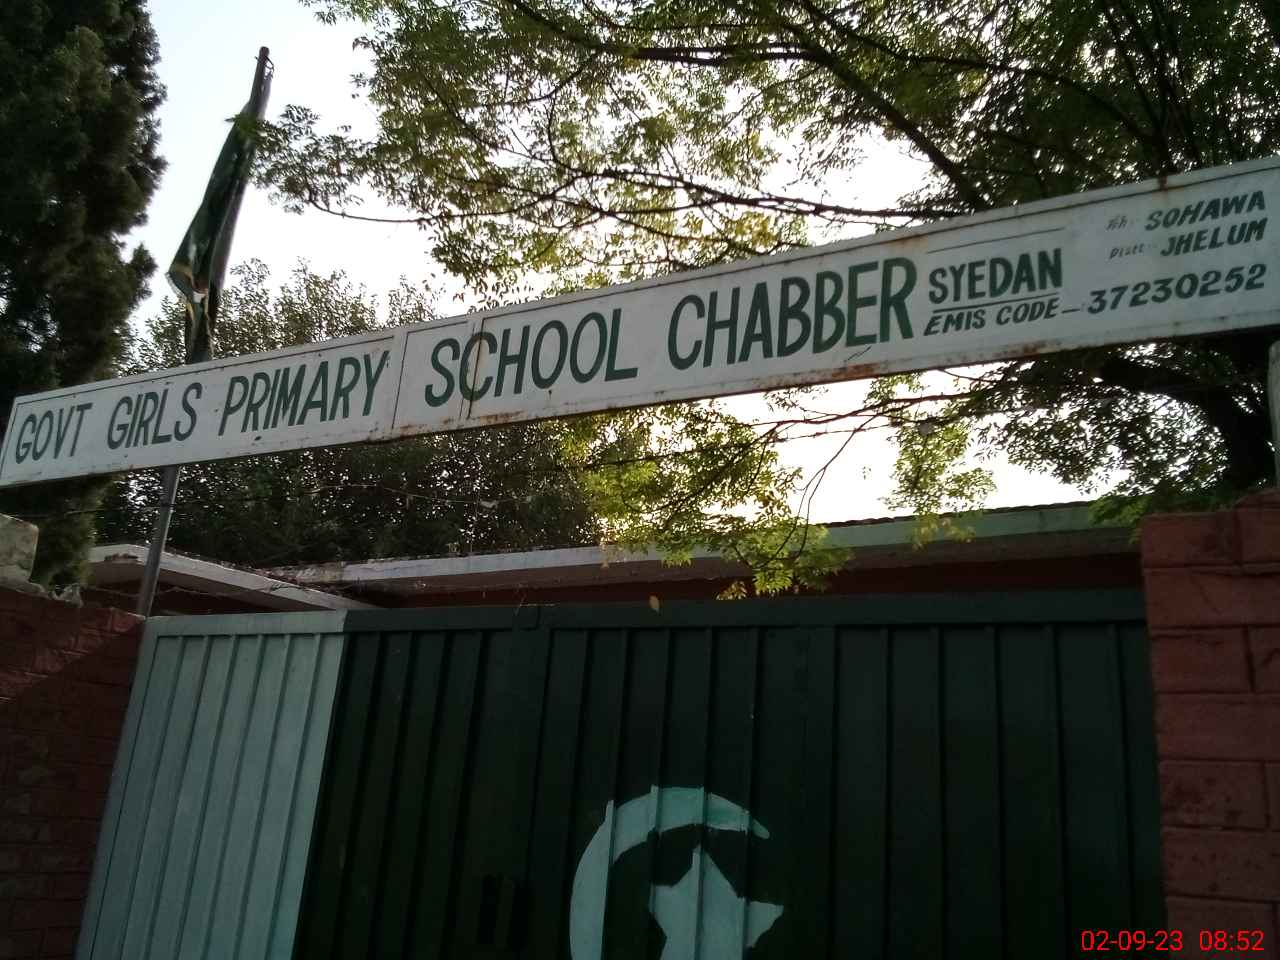 GOVT GIRLS PRIMARY SCHOOL CHABBER SYEDAN
EMIS CODE - 37230252
Teh: SOHAWA
Distt: JHELUM
02-09-23 08:52